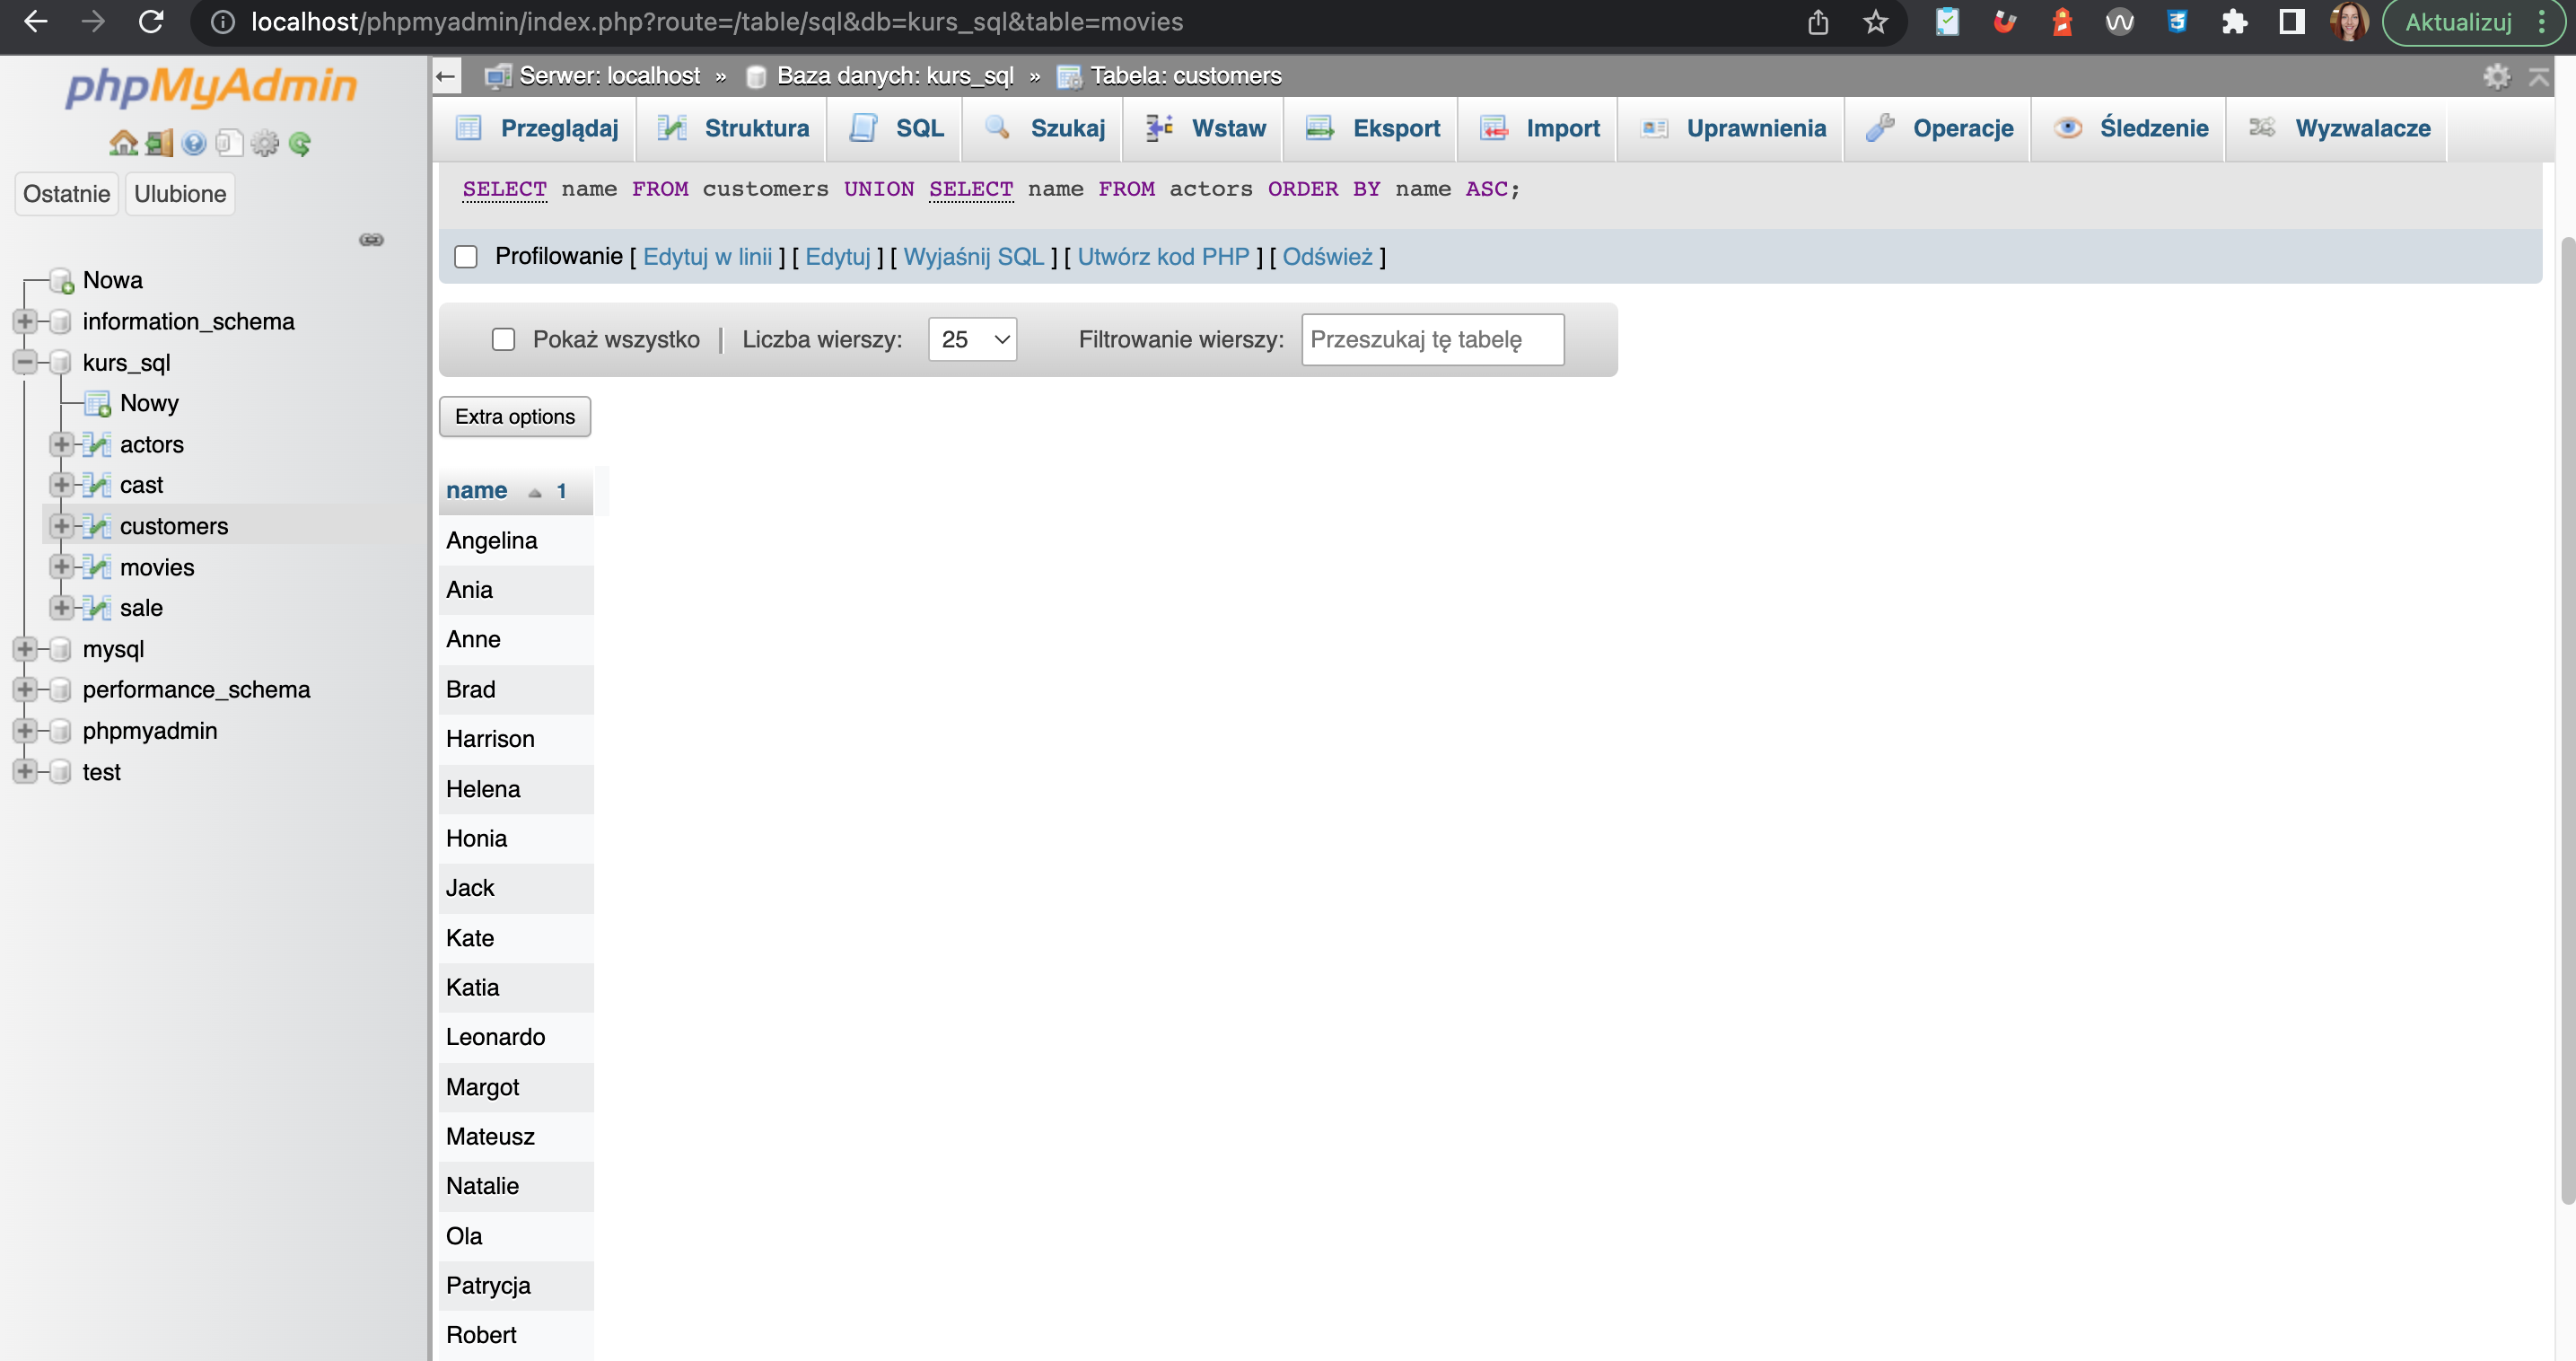 localhost/phpmyadmin/index.php?route=/table/sql&db=kurs_sql&table=movies
Aktualizuj
phpMyAdmin
Ostatnie Ulubione
Nowa
information_schema
kurs_sql
Nowy
actors
cast
customers
movies
sale
mysql
performance_schema
phpmyadmin
test
Serwer: localhost » Baza danych: kurs_sql » Tabela: customers
Przeglądaj Struktura SQL Szukaj Wstaw Eksport Import Uprawnienia Operacje Śledzenie Wyzwalacze
SELECT name FROM customers UNION SELECT name FROM actors ORDER BY name ASC;
Profilowanie [ Edytuj w linii ] [ Edytuj ] [ Wyjaśnij SQL ] [ Utwórz kod PHP ] [ Odśwież ]
Pokaż wszystko | Liczba wierszy: 25 Filtrowanie wierszy: Przeszukaj tę tabelę
Extra options
name 1
Angelina
Ania
Anne
Brad
Harrison
Helena
Honia
Jack
Kate
Katia
Leonardo
Margot
Mateusz
Natalie
Ola
Patrycja
Robert